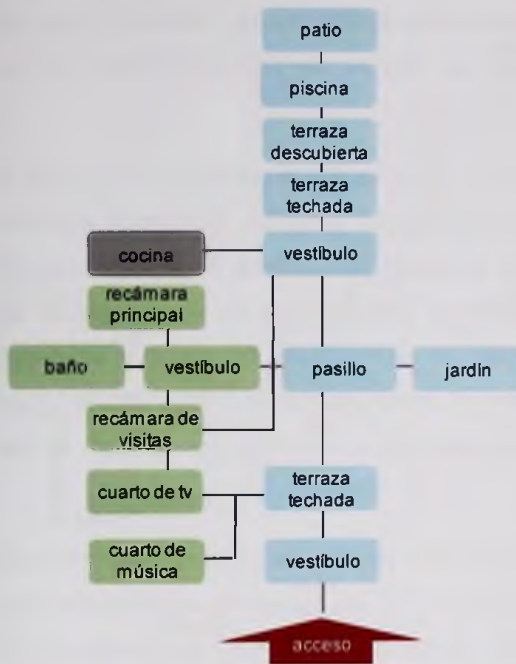 patio
piscina
terraza
descubierta
terraza
techada
cocina
vestíbulo
recámara
principal
baño
vestíbulo
pasillo
jardín
recámara de
visitas
cuarto de tv
terraza
techada
cuarto de
música
vestíbulo
acceso